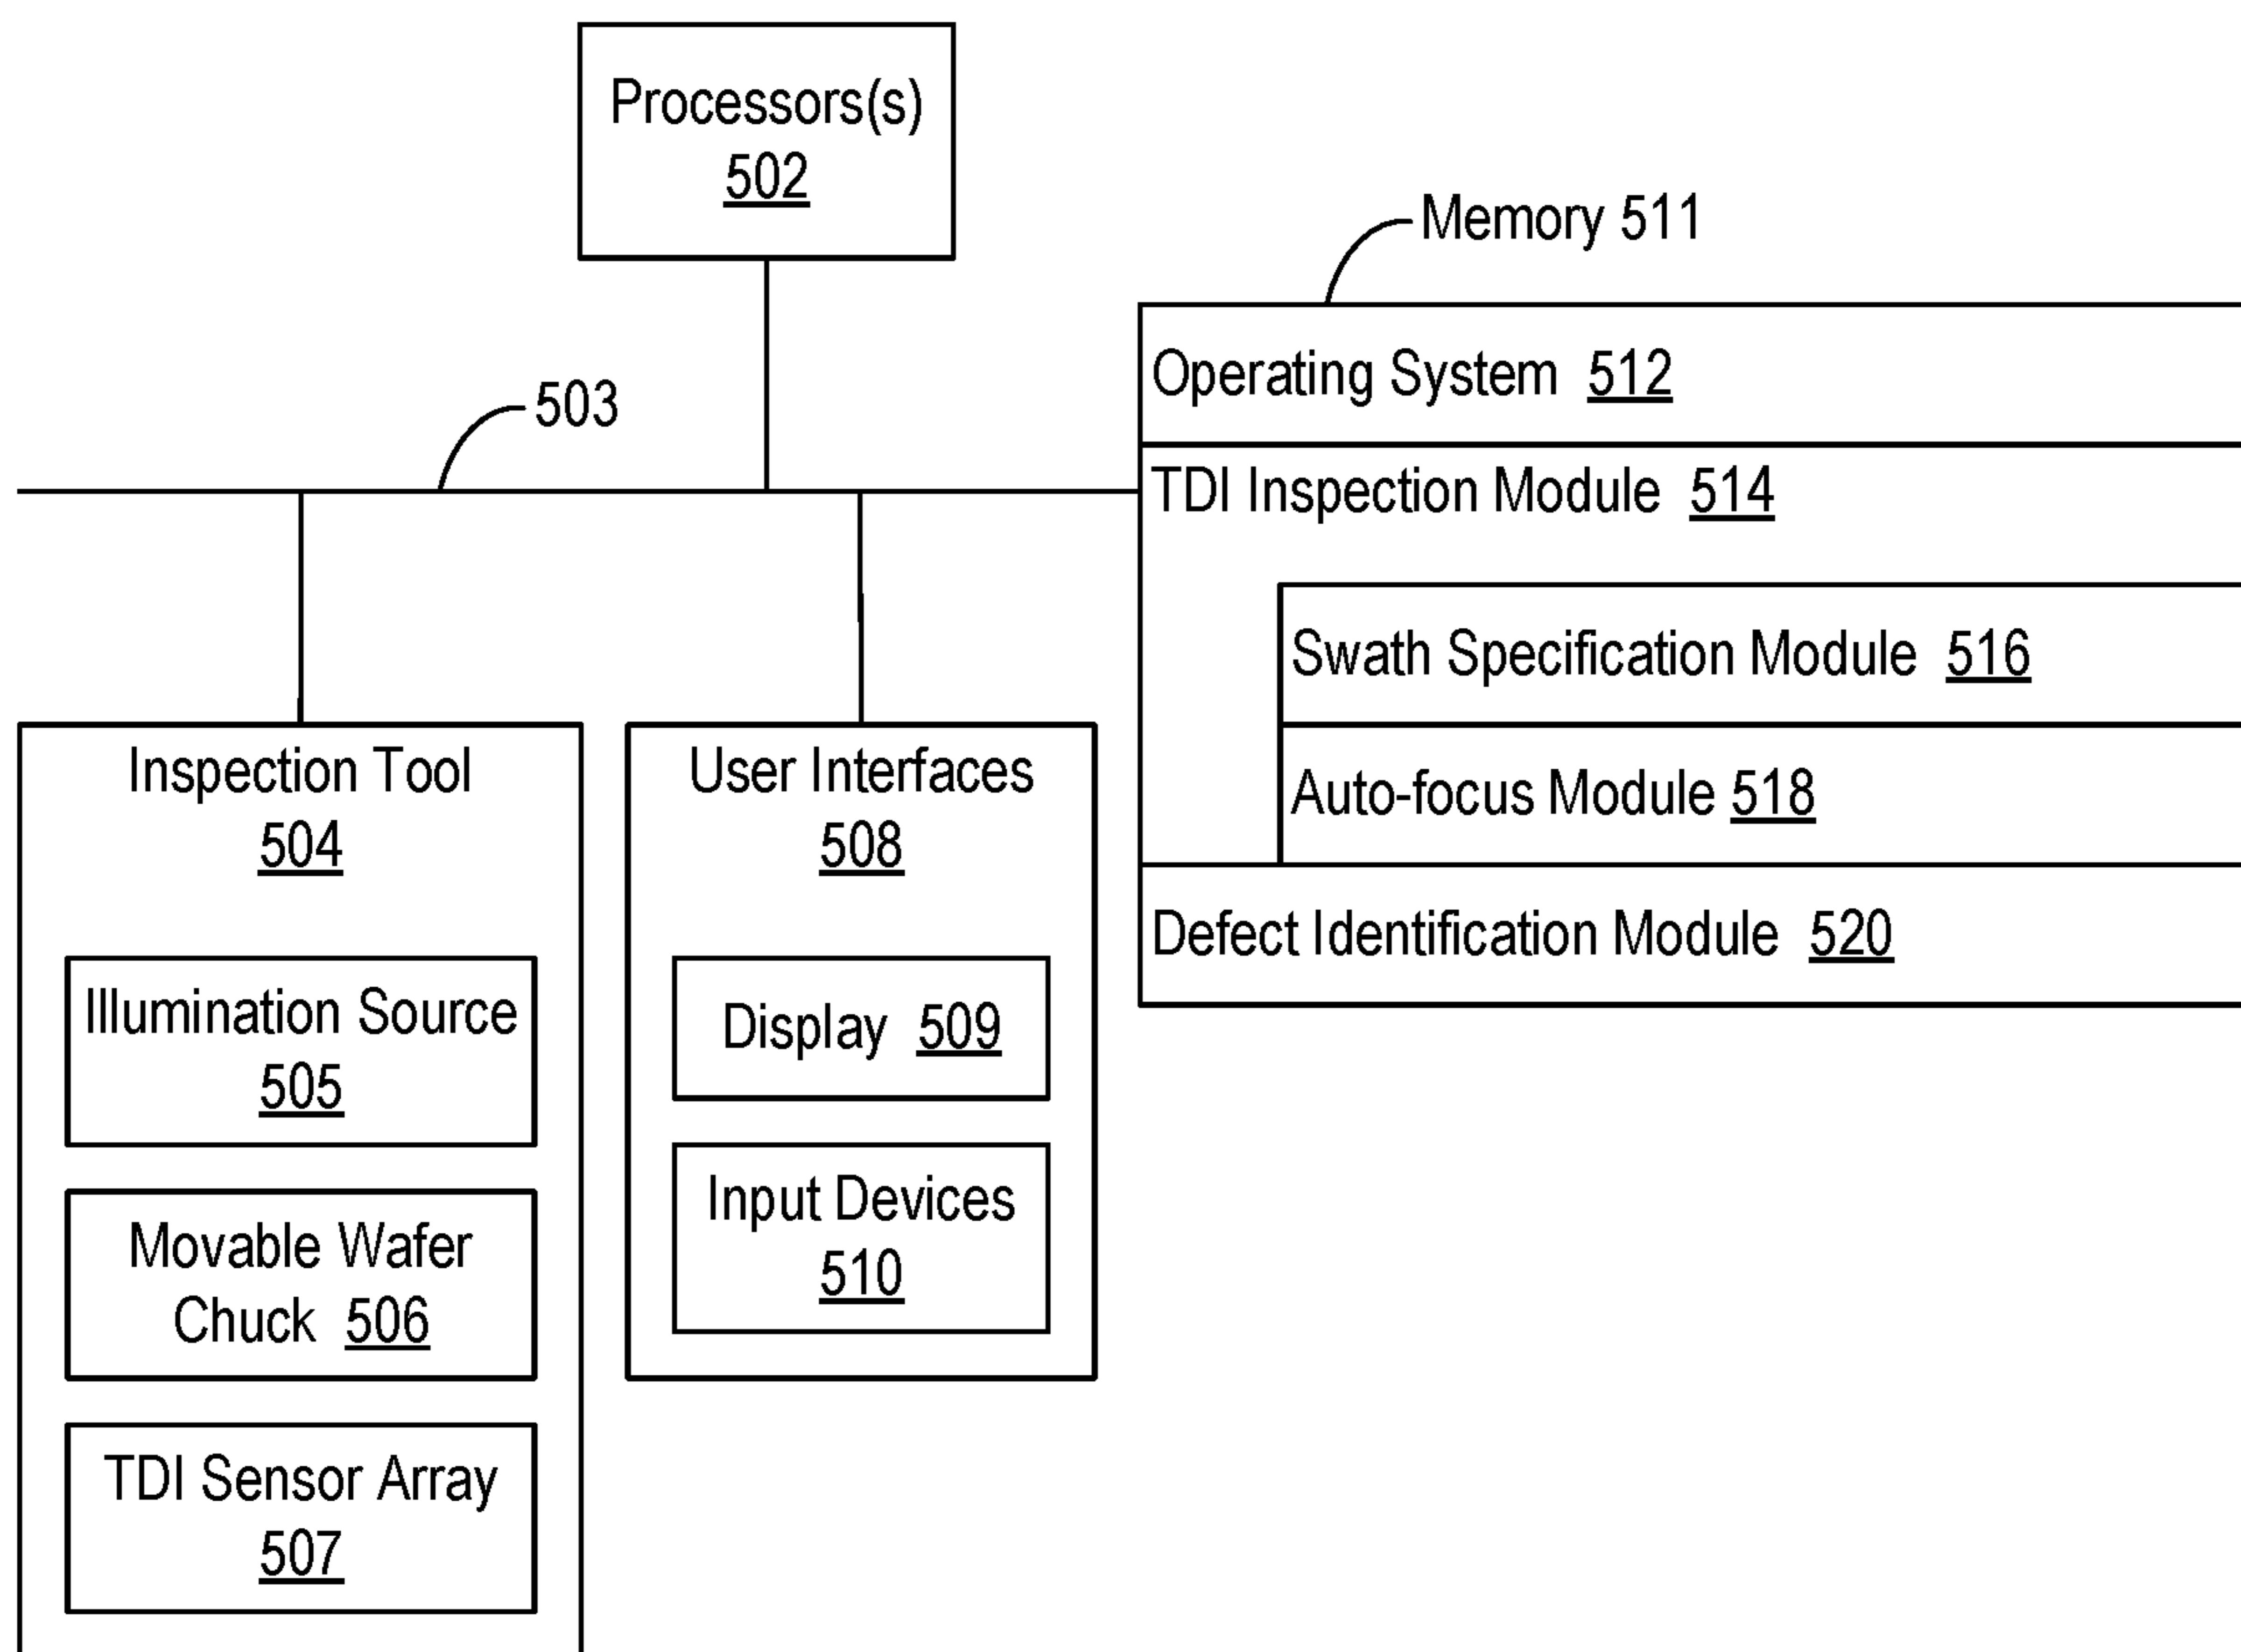 Processors(s)
502
Memory 511
503
Operating System 512
TDI Inspection Module 514
Swath Specification Module 516
Auto-focus Module 518
Defect Identification Module 520
Inspection Tool
504
Illumination Source
505
Movable Wafer
Chuck 506
TDI Sensor Array
507
User Interfaces
508
Display 509
Input Devices
510